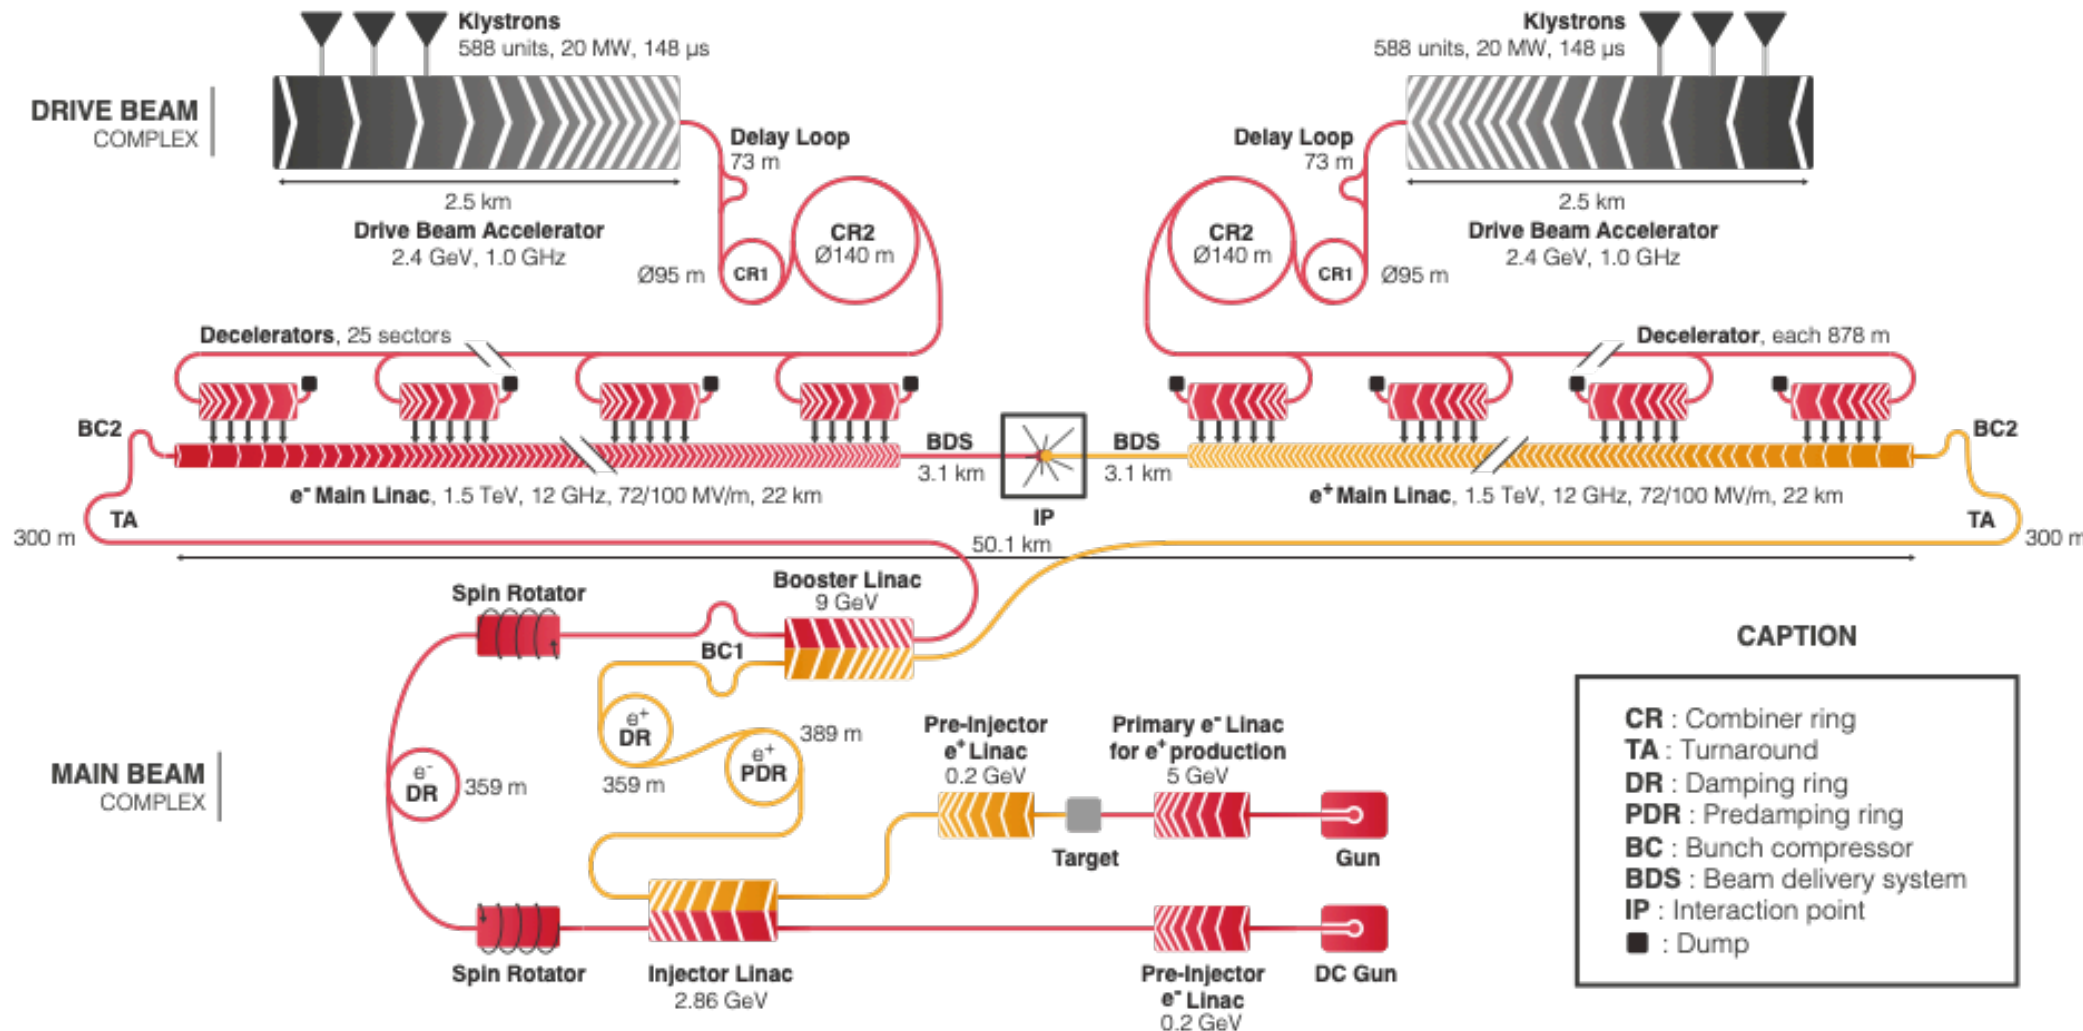 Klystrons
588 units, 20 MW, 148 µs
Klystrons
588 units, 20 MW, 148 µs
DRIVE BEAM
COMPLEX
Delay Loop
73 m
Delay Loop
73 m
2.5 km
Drive Beam Accelerator
2.4 GeV, 1.0 GHz
2.5 km
Drive Beam Accelerator
2.4 GeV, 1.0 GHz
CR2
Ø140 m
CR1
Ø95 m
CR2
Ø140 m
CR1
Ø95 m
Decelerators, 25 sectors
Decelerator, each 878 m
BC2
BDS
3.1 km
BDS
3.1 km
BC2
e⁻ Main Linac, 1.5 TeV, 12 GHz, 72/100 MV/m, 22 km
e⁺ Main Linac, 1.5 TeV, 12 GHz, 72/100 MV/m, 22 km
IP
TA
300 m
TA
300 m
50.1 km
Spin Rotator
Booster Linac
9 GeV
BC1
MAIN BEAM
COMPLEX
e⁻
DR
359 m
e⁺
DR
359 m
e⁺
PDR
389 m
Pre-Injector
e⁺ Linac
0.2 GeV
Primary e⁻ Linac
for e⁺ production
5 GeV
Target
Gun
Spin Rotator
Injector Linac
2.86 GeV
Pre-Injector
e⁻ Linac
0.2 GeV
DC Gun
CAPTION
CR : Combiner ring
TA : Turnaround
DR : Damping ring
PDR : Predamping ring
BC : Bunch compressor
BDS : Beam delivery system
IP : Interaction point
: Dump